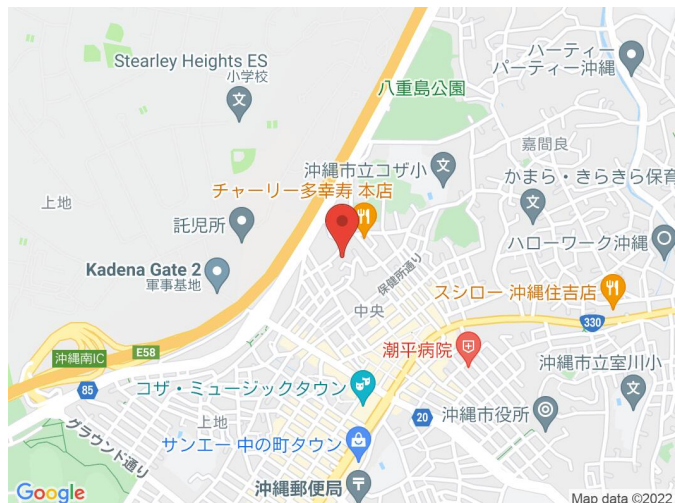 Stearley Heights ES
小学校
ハーティー
パーティー沖縄
八重島公園
嘉間良
沖縄市立コザ小
かまら・きらきら保育
チャーリー多幸寿 本店
上地
託児所
ハローワーク沖縄
Kadena Gate 2
軍事基地
保健所通り
スシロー 沖縄住吉店
中央
330
沖縄南IC
E58
潮平病院
沖縄市立室川小
85
コザ・ミュージックタウン
20
沖縄市役所
上地
グラウンド通り
サンエー 中の町タウン
沖縄郵便局
Google
Map data ©2022